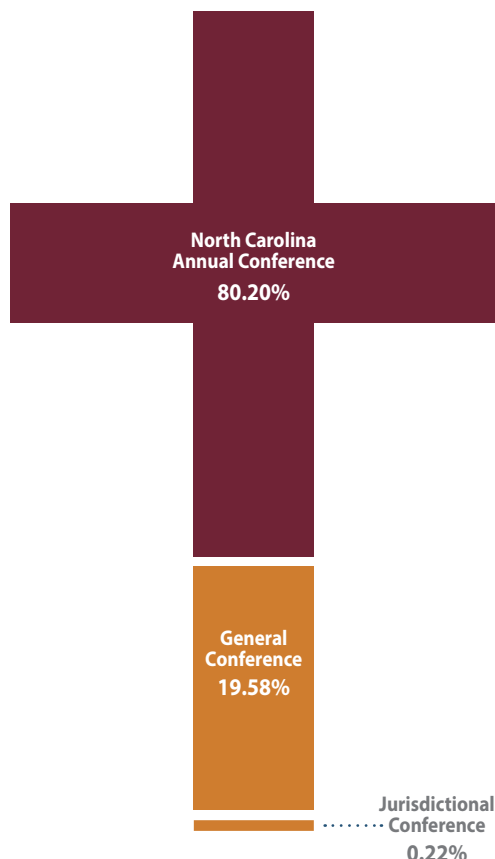 North Carolina
Annual Conference
80.20%
General
Conference
19.58%
Jurisdictional
Conference
0.22%